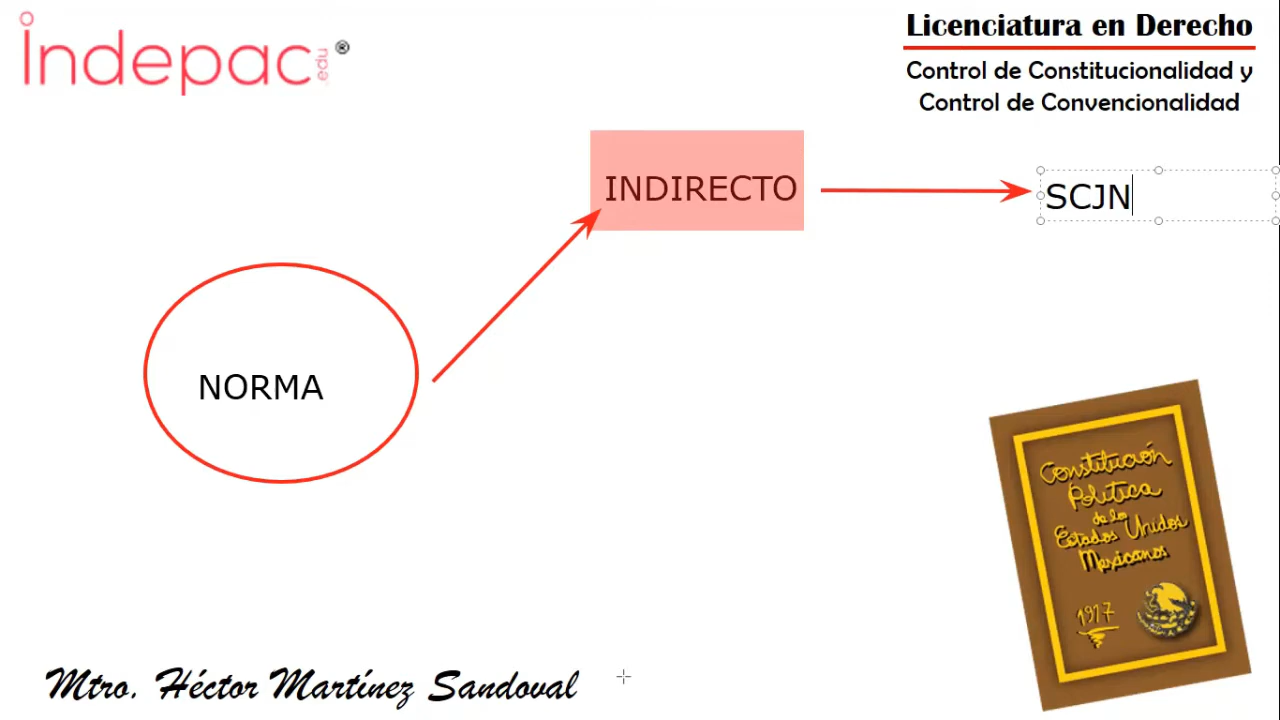 indepac.edu®
Licenciatura en Derecho
Control de Constitucionalidad y
Control de Convencionalidad
INDIRECTO
SCJN
NORMA
Constitución
Política
de los
Estados Unidos
Mexicanos
1917
Mtro. Héctor Martínez Sandoval